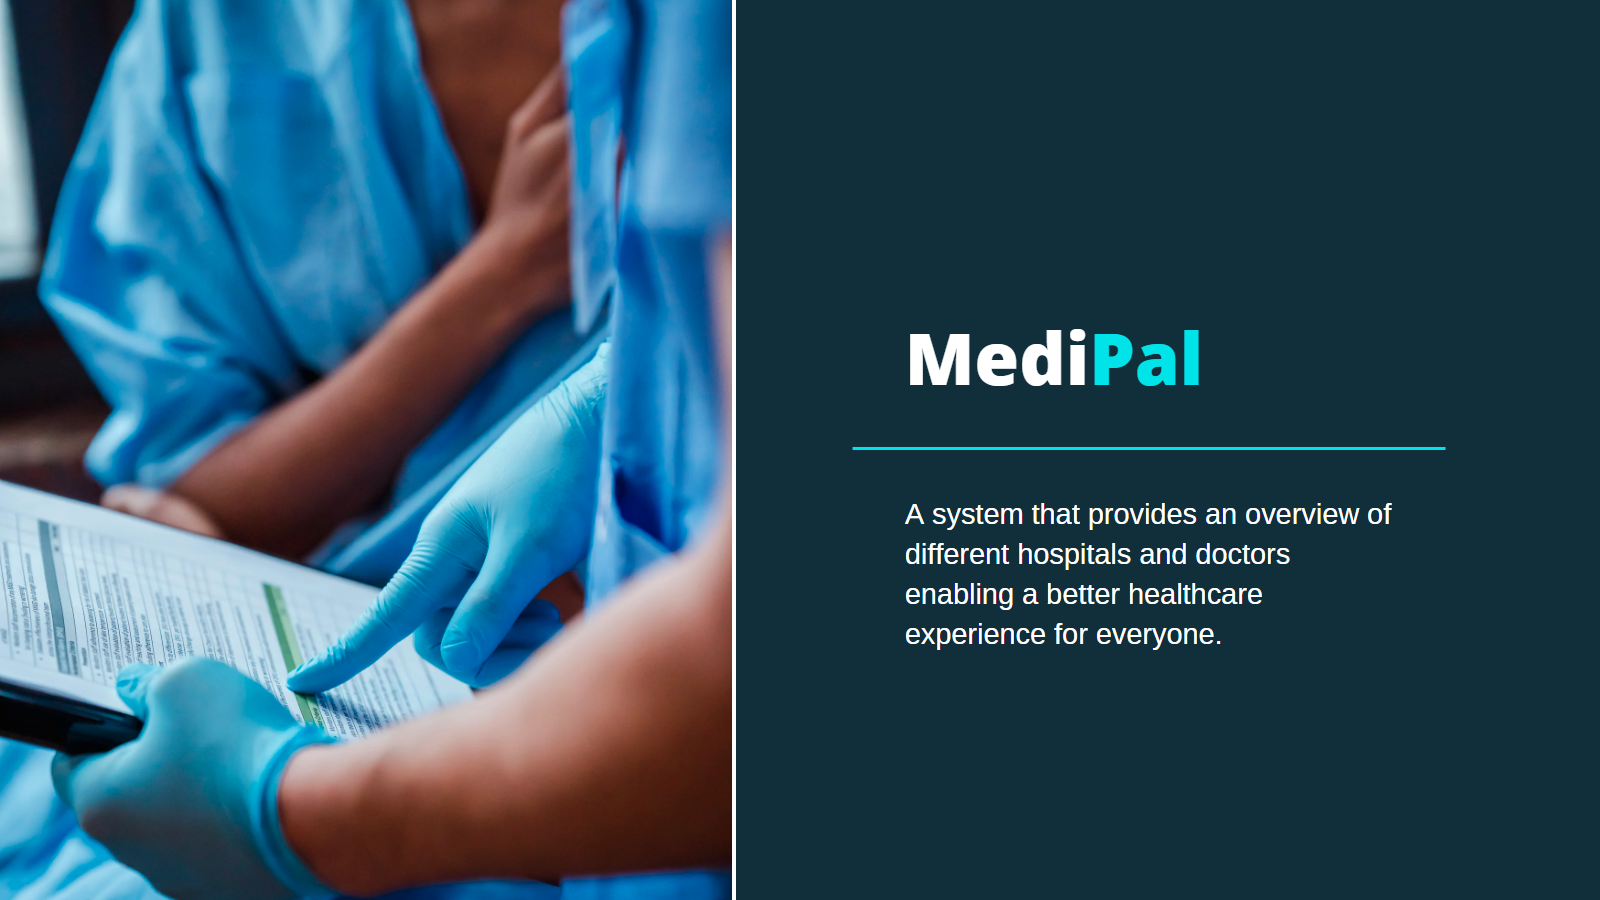 MediPal
A system that provides an overview of
different hospitals and doctors
enabling a better healthcare
experience for everyone.